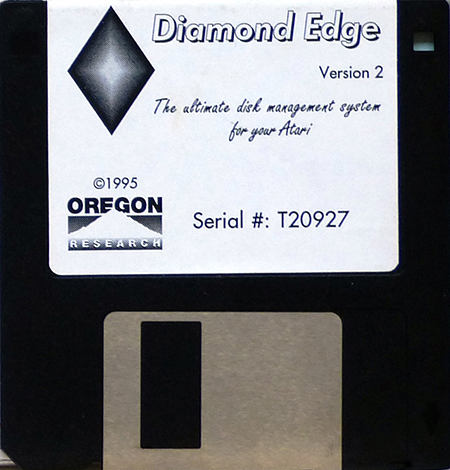 Diamond Edge
Version 2
The ultimate disk management system
for your Atari
©1995
OREGON
RESEARCH
Serial #: T20927